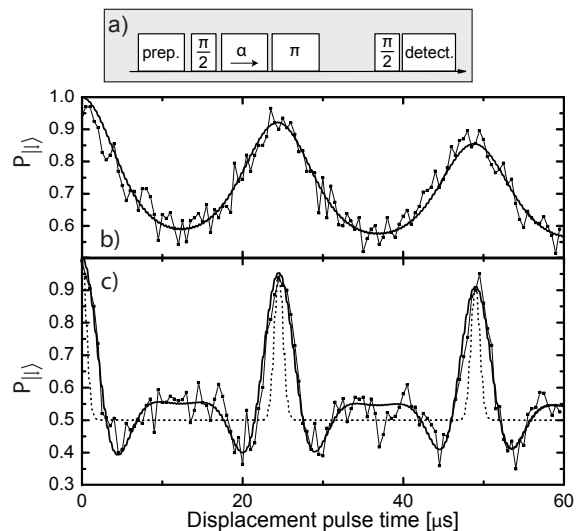 a)
prep. π/2 α π π/2 detect.
1.0
0.9
0.8
0.7
0.6
P|↓⟩
b)
0.9
0.8
0.7
0.6
0.5
0.4
0.3
P|↓⟩
c)
0 20 40 60
Displacement pulse time [μs]